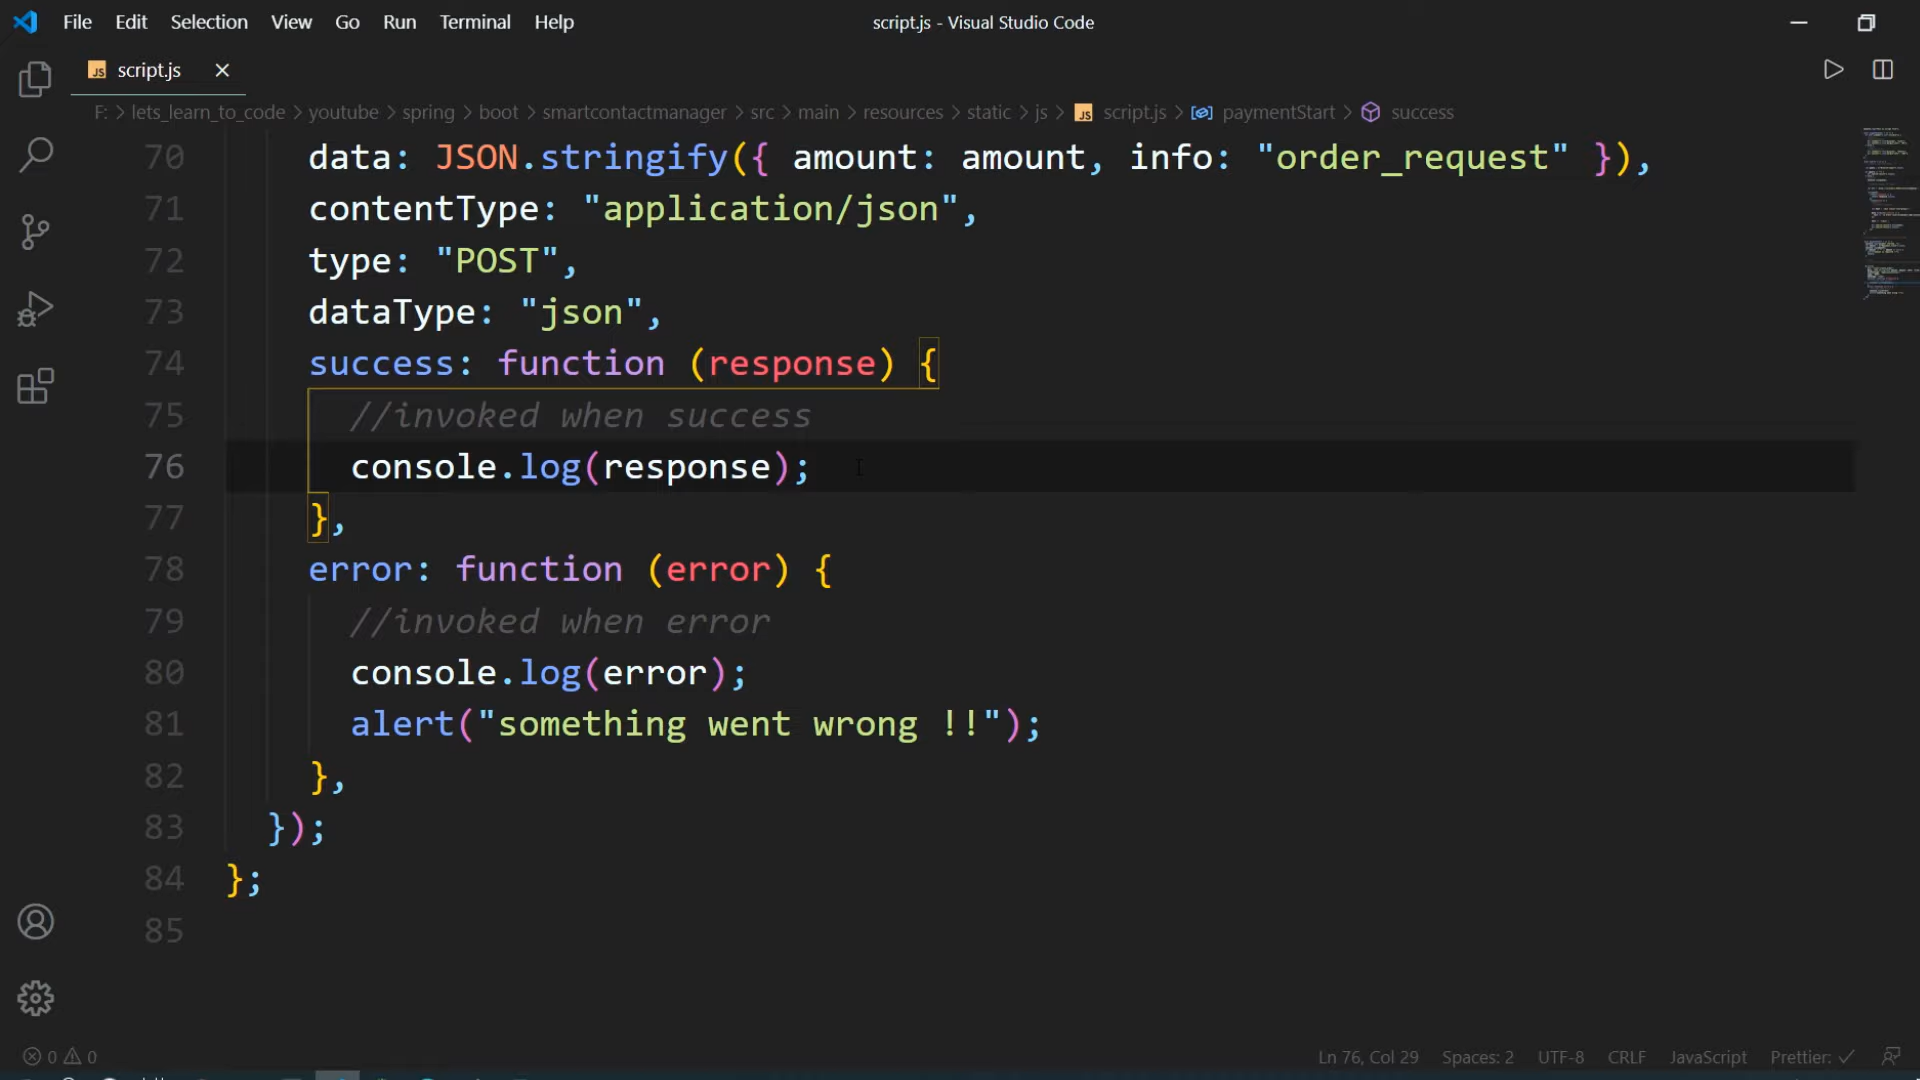 File Edit Selection View Go Run Terminal Help script.js - Visual Studio Code
JS script.js
F: > lets_learn_to_code > youtube > spring > boot > smartcontactmanager > src > main > resources > static > js > JS script.js > paymentStart > success
70 data: JSON.stringify({ amount: amount, info: "order_request" }),
71 contentType: "application/json",
72 type: "POST",
73 dataType: "json",
74 success: function (response) {
75 //invoked when success
76 console.log(response);
77 },
78 error: function (error) {
79 //invoked when error
80 console.log(error);
81 alert("something went wrong !!");
82 },
83 });
84 };
85
0 0 Ln 76, Col 29 Spaces: 2 UTF-8 CRLF JavaScript Prettier: ✓